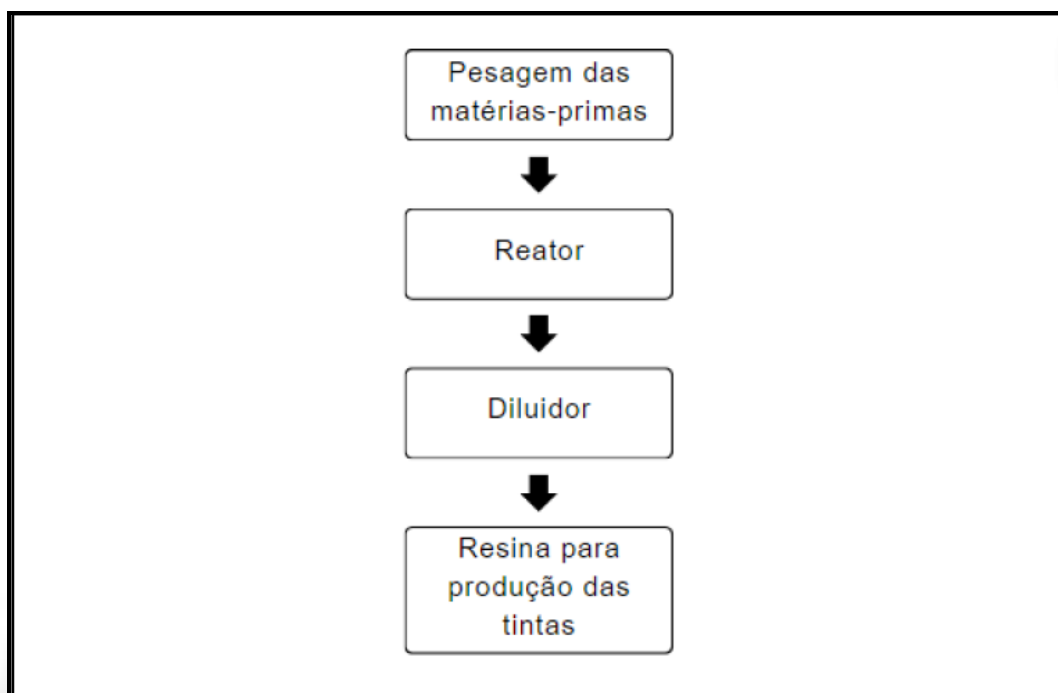 Pesagem das
matérias-primas
Reator
Diluidor
Resina para
produção das
tintas